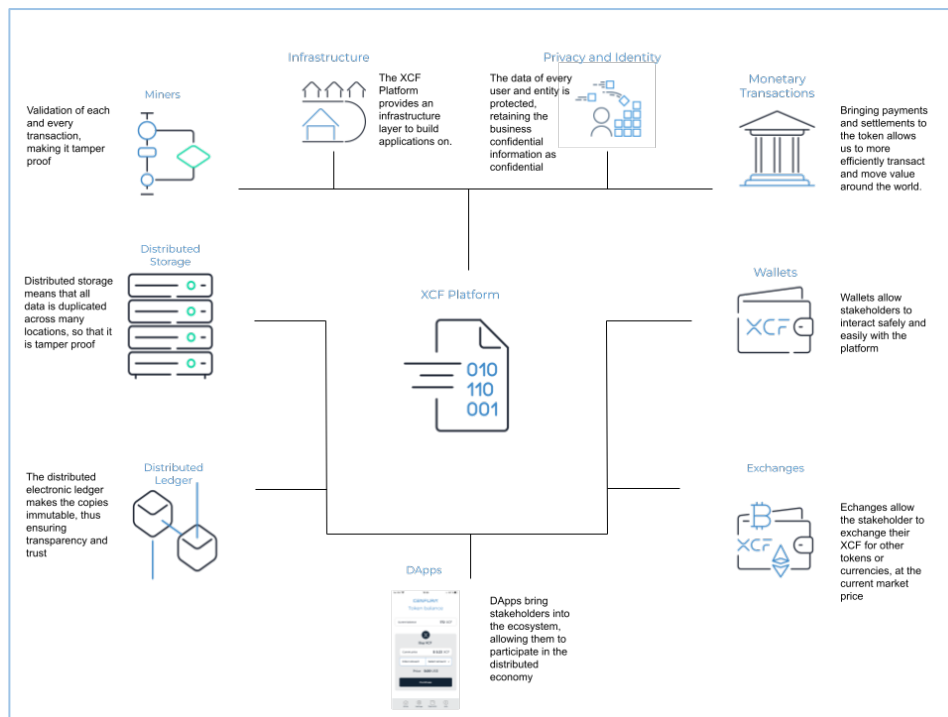 Infrastructure
The XCF
Platform
provides an
infrastructure
layer to build
applications on.
Privacy and Identity
The data of every
user and entity is
protected,
retaining the
business
confidential
information as
confidential
Miners
Validation of each
and every
transaction,
making it tamper
proof
Monetary
Transactions
Bringing payments
and settlements to
the token allows
us to more
efficiently transact
and move value
around the world.
Distributed
Storage
Distributed storage
means that all
data is duplicated
across many
locations, so that it
is tamper proof
XCF Platform
010
110
001
Wallets
XCF
Wallets allow
stakeholders to
interact safely and
easily with the
platform
Distributed
Ledger
The distributed
electronic ledger
makes the copies
immutable, thus
ensuring
transparency and
trust
Exchanges
XCF
Echanges allow
the stakeholder to
exchange their
XCF for other
tokens or
currencies, at the
current market
price
DApps
Token balance
DApps bring
stakeholders into
the ecosystem,
allowing them to
participate in the
distributed
economy